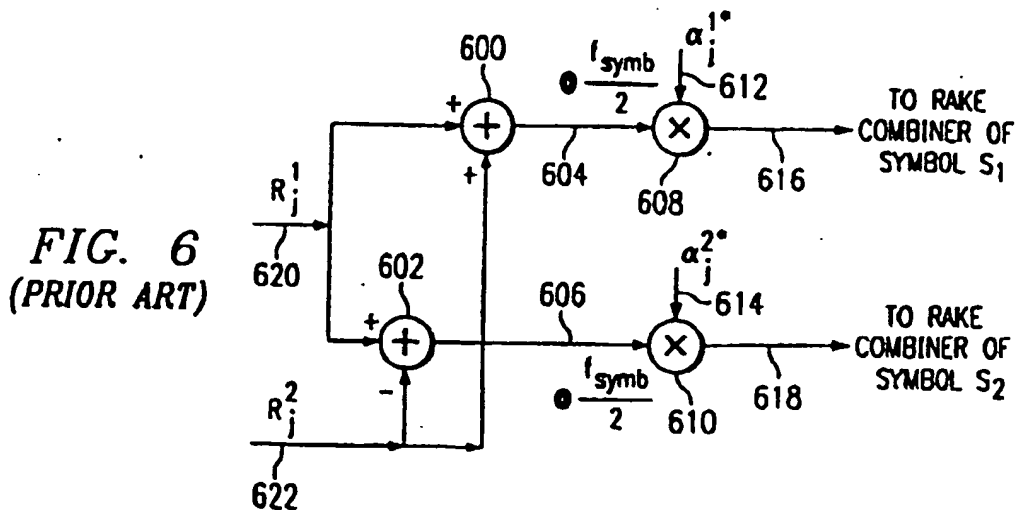 600
f_symb
2
α_j^1*
612
TO RAKE
COMBINER OF
SYMBOL S_1
+
+
+
604
×
608
616
FIG. 6
(PRIOR ART)
R_j^1
620
602
606
α_j^2*
614
+
+
-
×
TO RAKE
COMBINER OF
SYMBOL S_2
R_j^2
622
f_symb
2
610
618